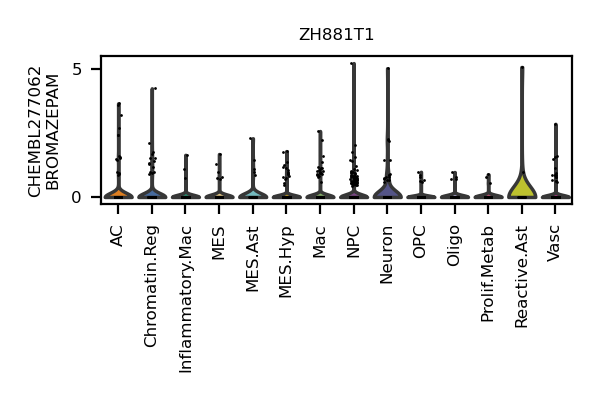 ZH881T1
CHEMBL277062
BROMAZEPAM
5
0
AC
Chromatin.Reg
Inflammatory.Mac
MES
MES.Ast
MES.Hyp
Mac
NPC
Neuron
OPC
Oligo
Prolif.Metab
Reactive.Ast
Vasc